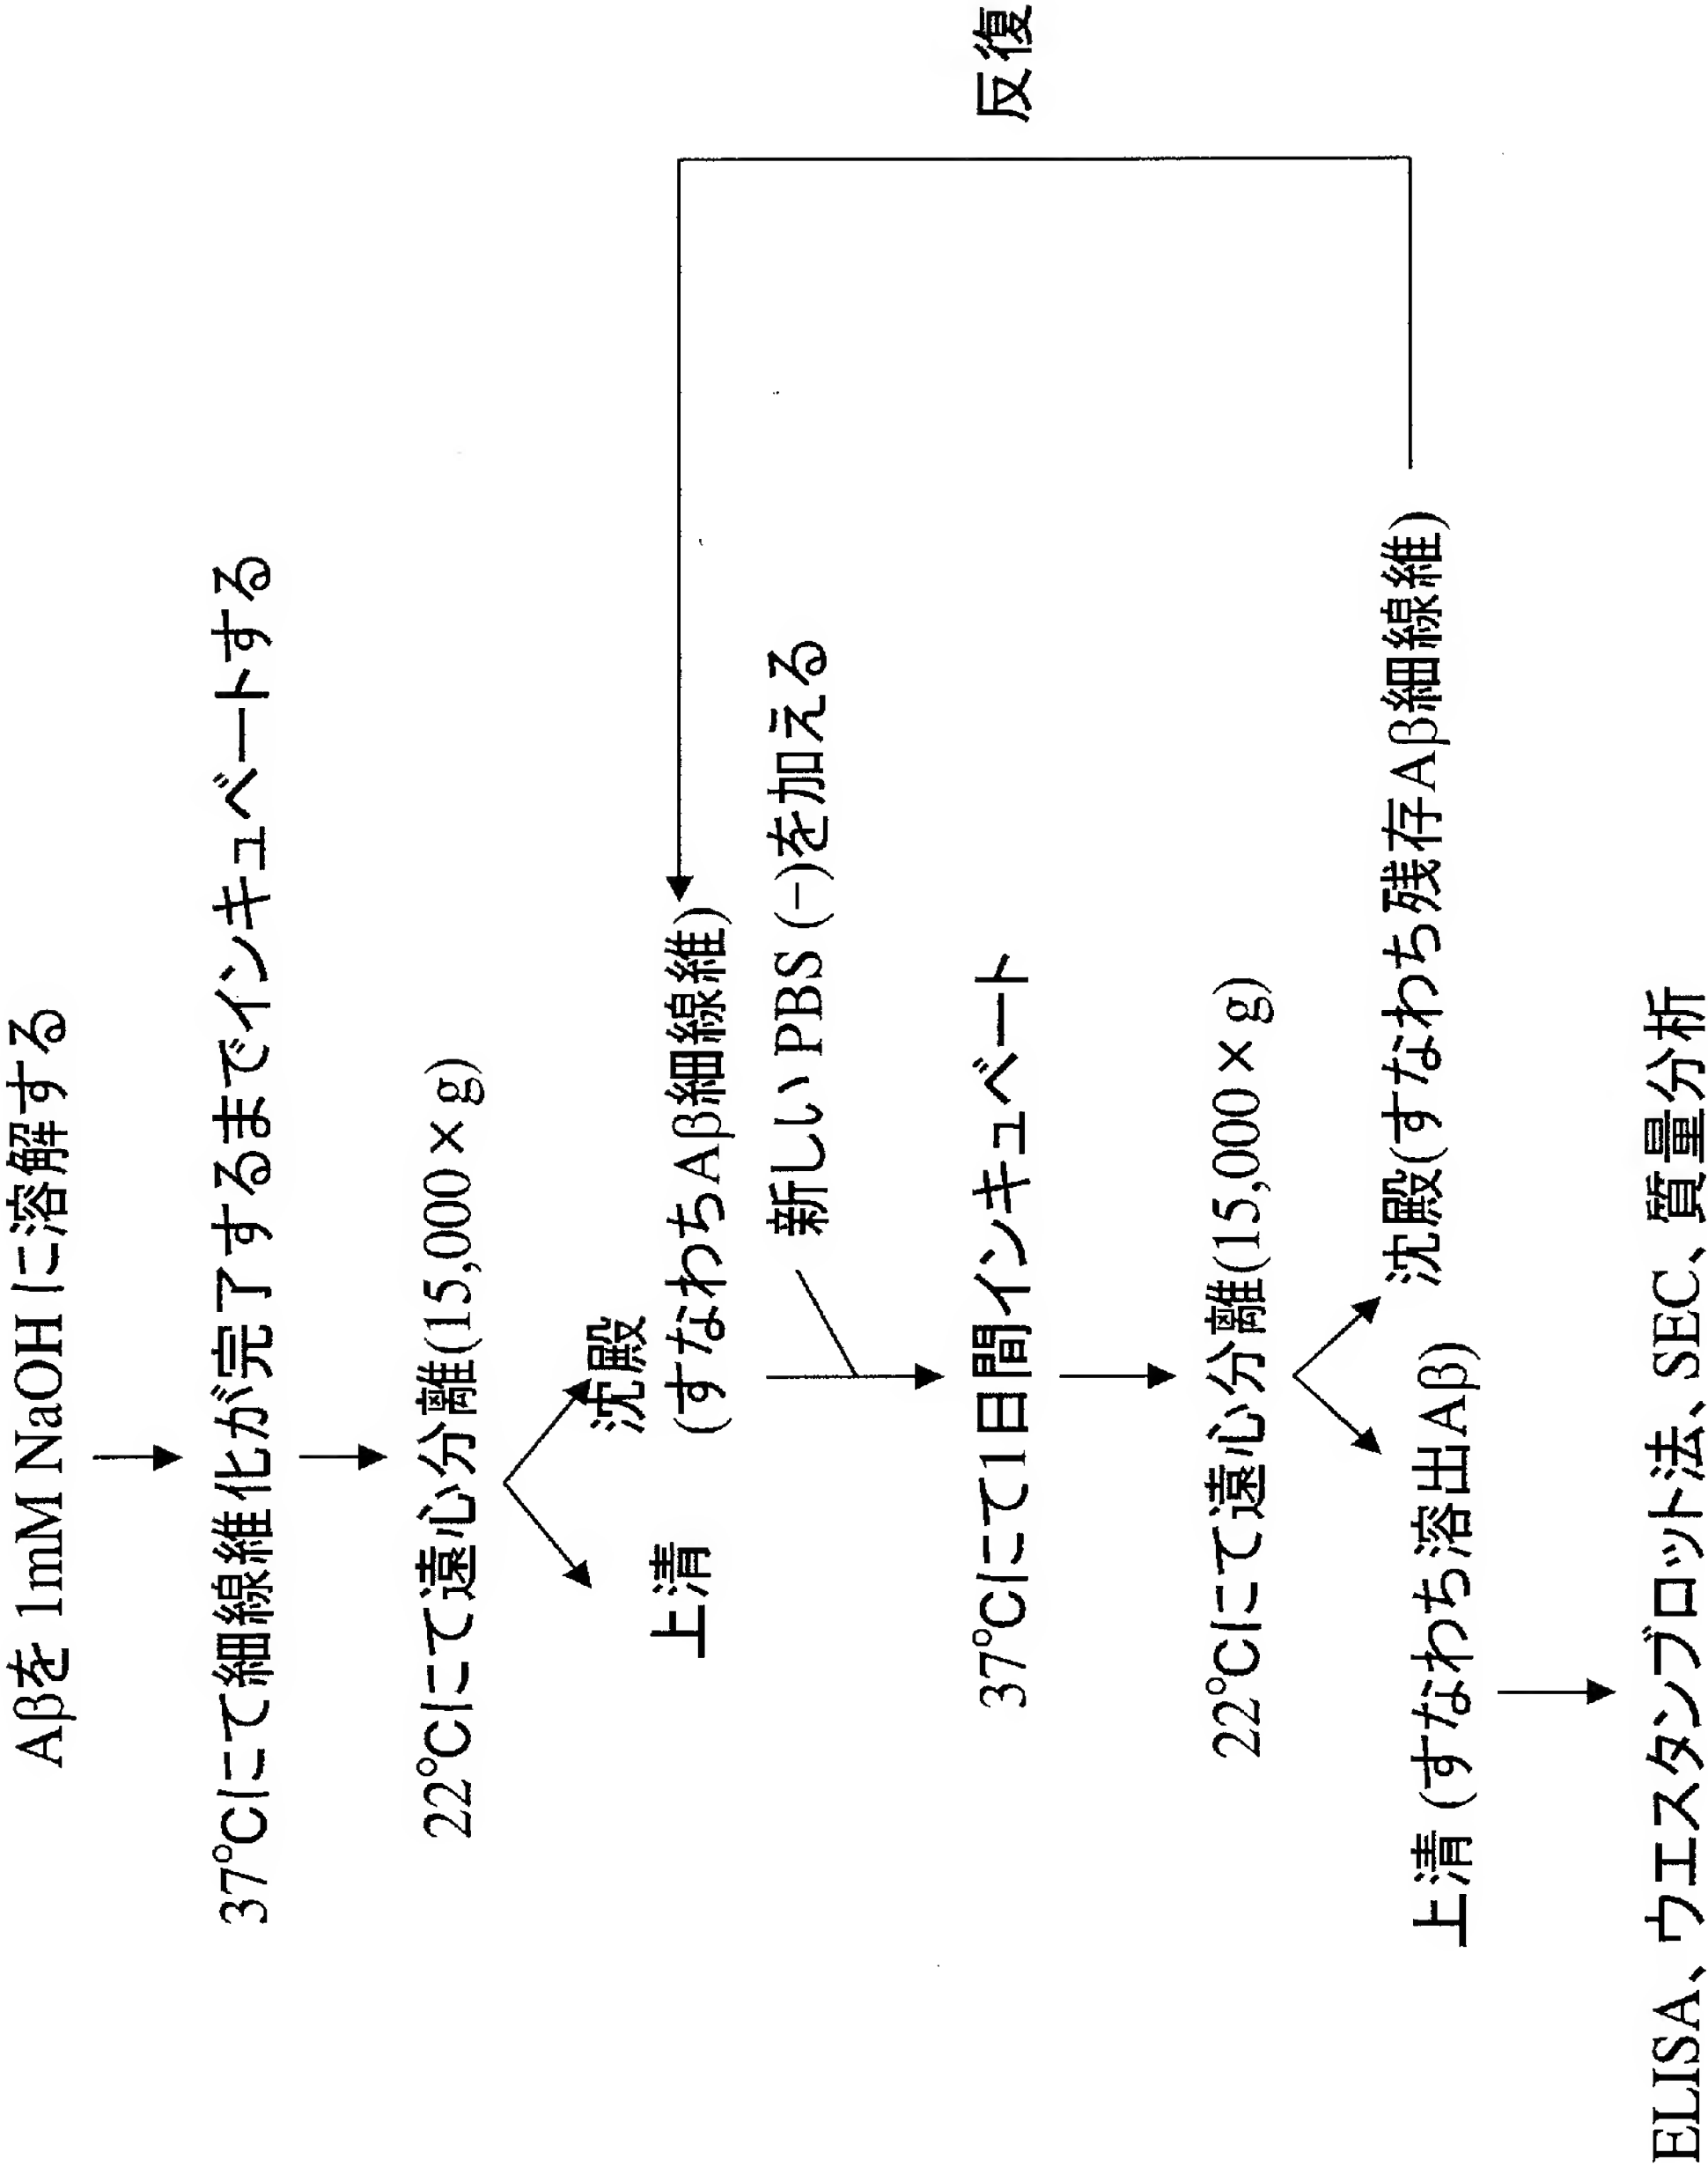 Aβを 1mM NaOH に溶解する
37℃にて細線維化が完了するまでインキュベートする
22℃にて遠心分離(15,000×g)
上清
沈殿
(すなわちAβ細線維)
新しい PBS (-)を加える
37℃にて1日間インキュベート
22℃にて遠心分離(15,000×g)
上清 (すなわち溶出Aβ)
沈殿(すなわち残存Aβ細線維)
反復
ELISA、ウエスタンブロット法、SEC、質量分析